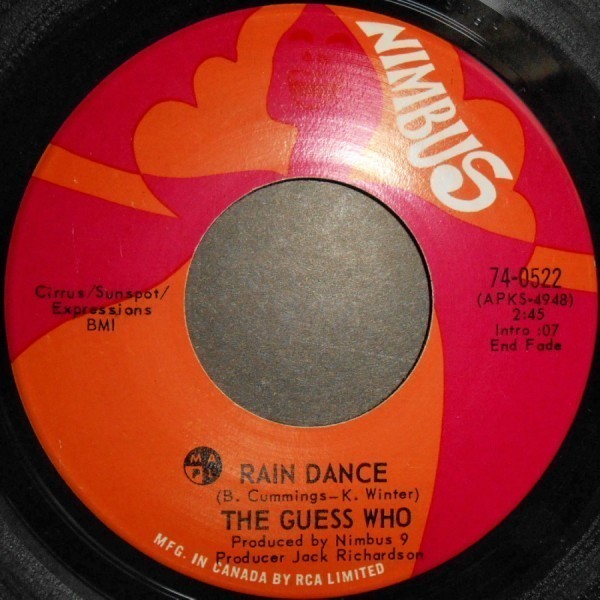 NIMBUS
74-0522
(APKS-4948)
2:45
Intro :07
End Fade
Cirrus/Sunspot/
Expressions
BMI
M A
P L
RAIN DANCE
(B. Cummings-K. Winter)
THE GUESS WHO
Produced by Nimbus 9
Producer Jack Richardson
MFG. IN CANADA BY RCA LIMITED